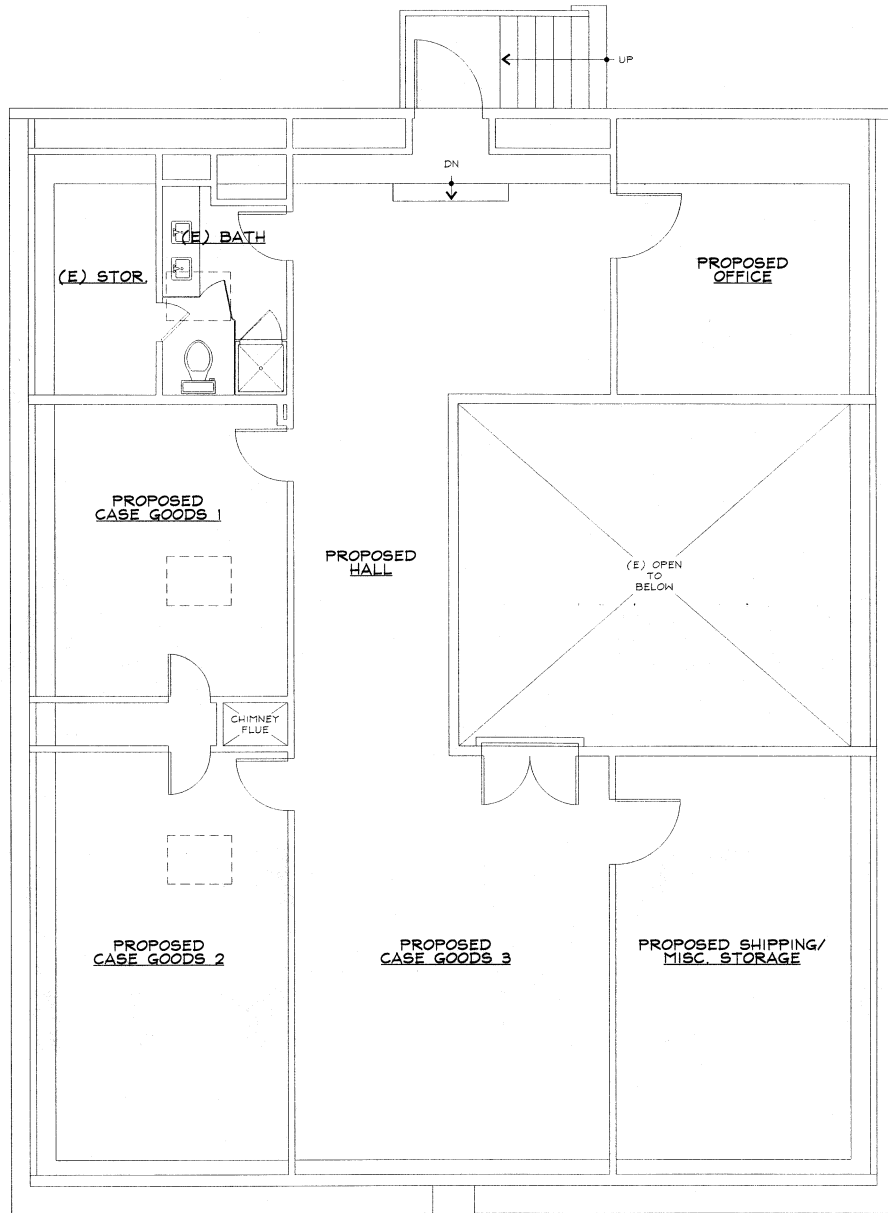 UP
DN
(E) BATH
(E) STOR.
PROPOSED
OFFICE
PROPOSED
CASE GOODS 1
PROPOSED
HALL
(E) OPEN
TO
BELOW
CHIMNEY
FLUE
PROPOSED
CASE GOODS 2
PROPOSED
CASE GOODS 3
PROPOSED SHIPPING/
MISC. STORAGE